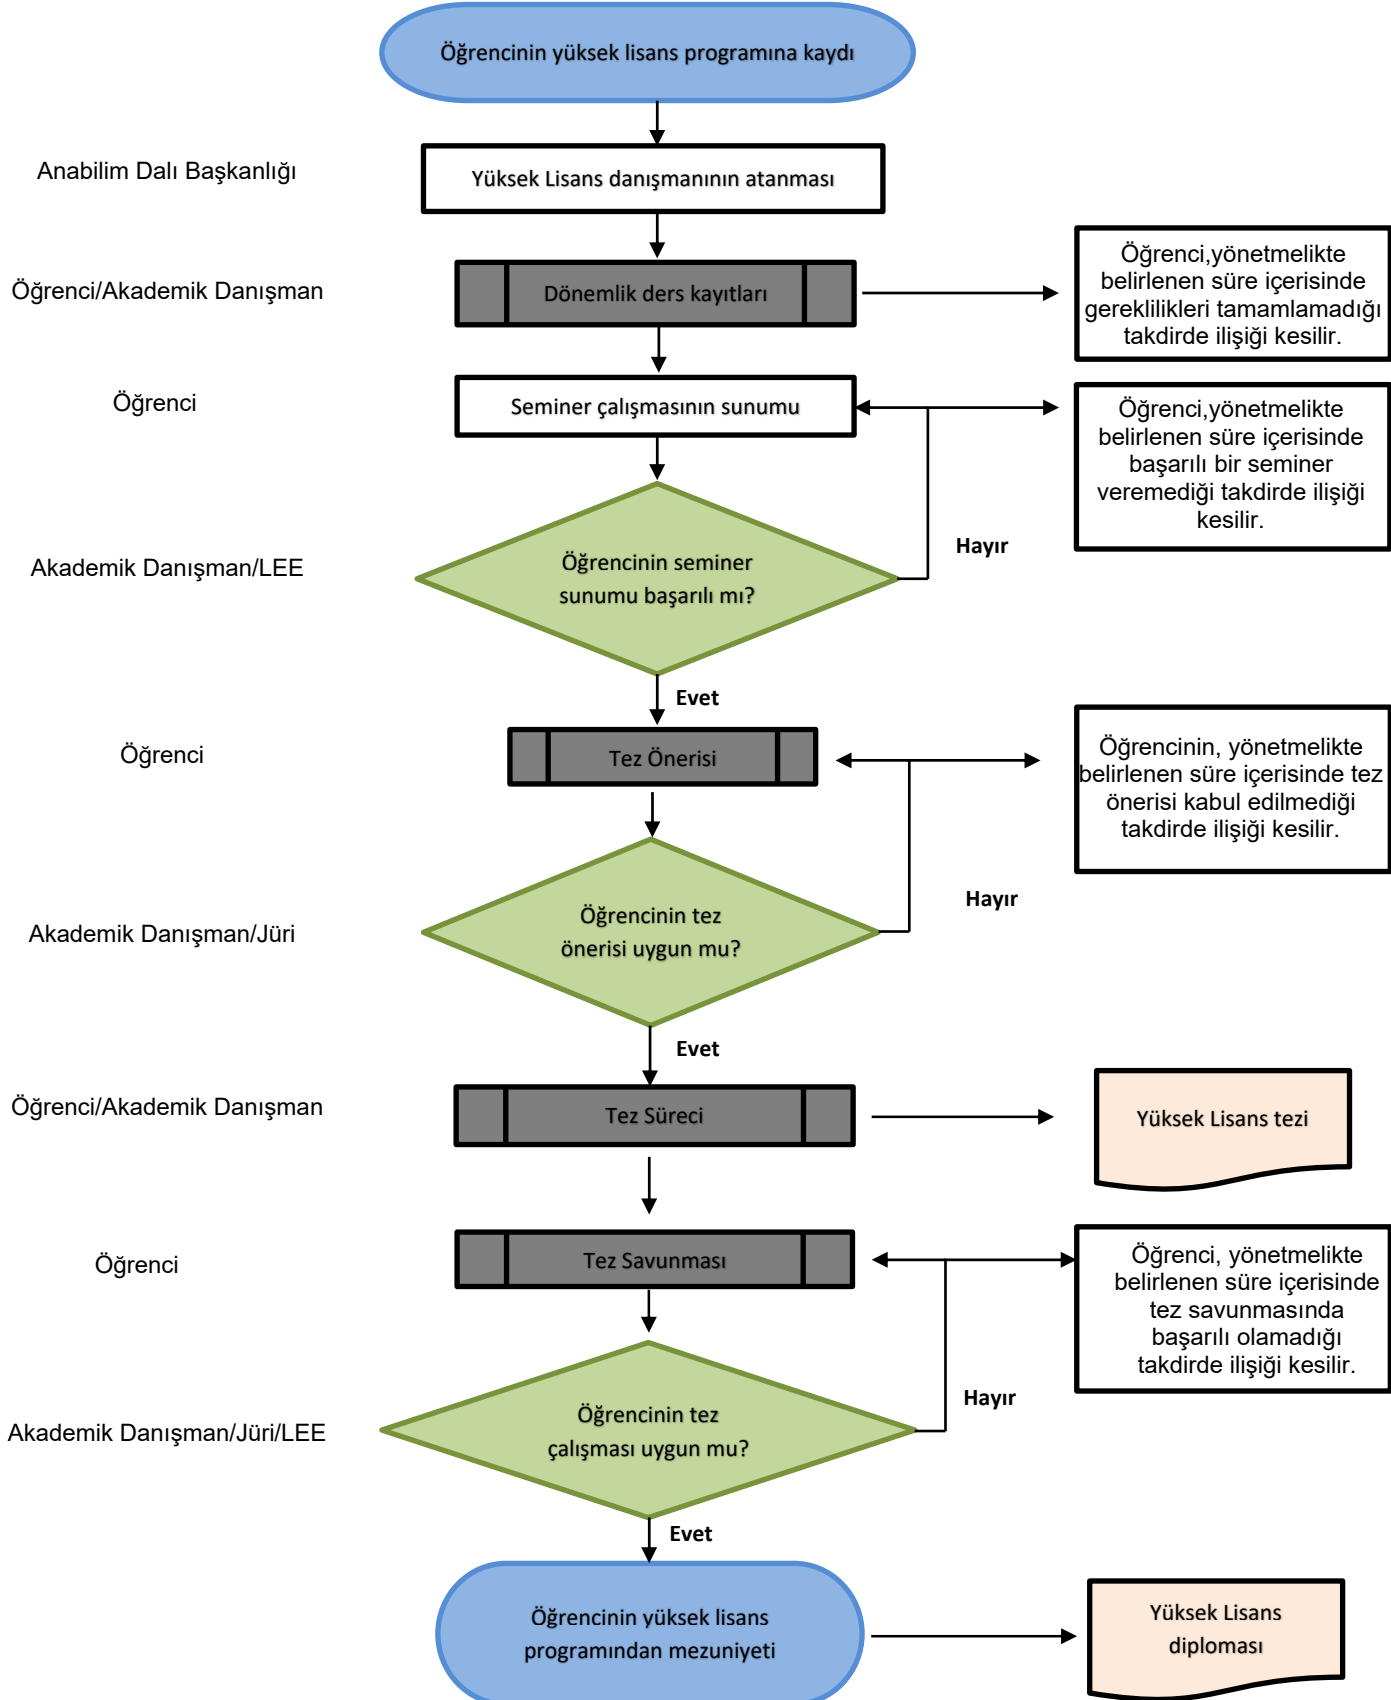 Öğrencinin yüksek lisans programına kaydı
Anabilim Dalı Başkanlığı
Yüksek Lisans danışmanının atanması
Öğrenci/Akademik Danışman
Dönemlik ders kayıtları
Öğrenci,yönetmelikte
belirlenen süre içerisinde
gereklilikleri tamamlamadığı
takdirde ilişiği kesilir.
Öğrenci
Seminer çalışmasının sunumu
Öğrenci,yönetmelikte
belirlenen süre içerisinde
başarılı bir seminer
veremediği takdirde ilişiği
kesilir.
Akademik Danışman/LEE
Öğrencinin seminer
sunumu başarılı mı?
Hayır
Evet
Öğrenci
Tez Önerisi
Öğrencinin, yönetmelikte
belirlenen süre içerisinde tez
önerisi kabul edilmediği
takdirde ilişiği kesilir.
Akademik Danışman/Jüri
Öğrencinin tez
önerisi uygun mu?
Hayır
Evet
Öğrenci/Akademik Danışman
Tez Süreci
Yüksek Lisans tezi
Öğrenci
Tez Savunması
Öğrenci, yönetmelikte
belirlenen süre içerisinde
tez savunmasında
başarılı olamadığı
takdirde ilişiği kesilir.
Akademik Danışman/Jüri/LEE
Öğrencinin tez
çalışması uygun mu?
Hayır
Evet
Öğrencinin yüksek lisans
programından mezuniyeti
Yüksek Lisans
diploması